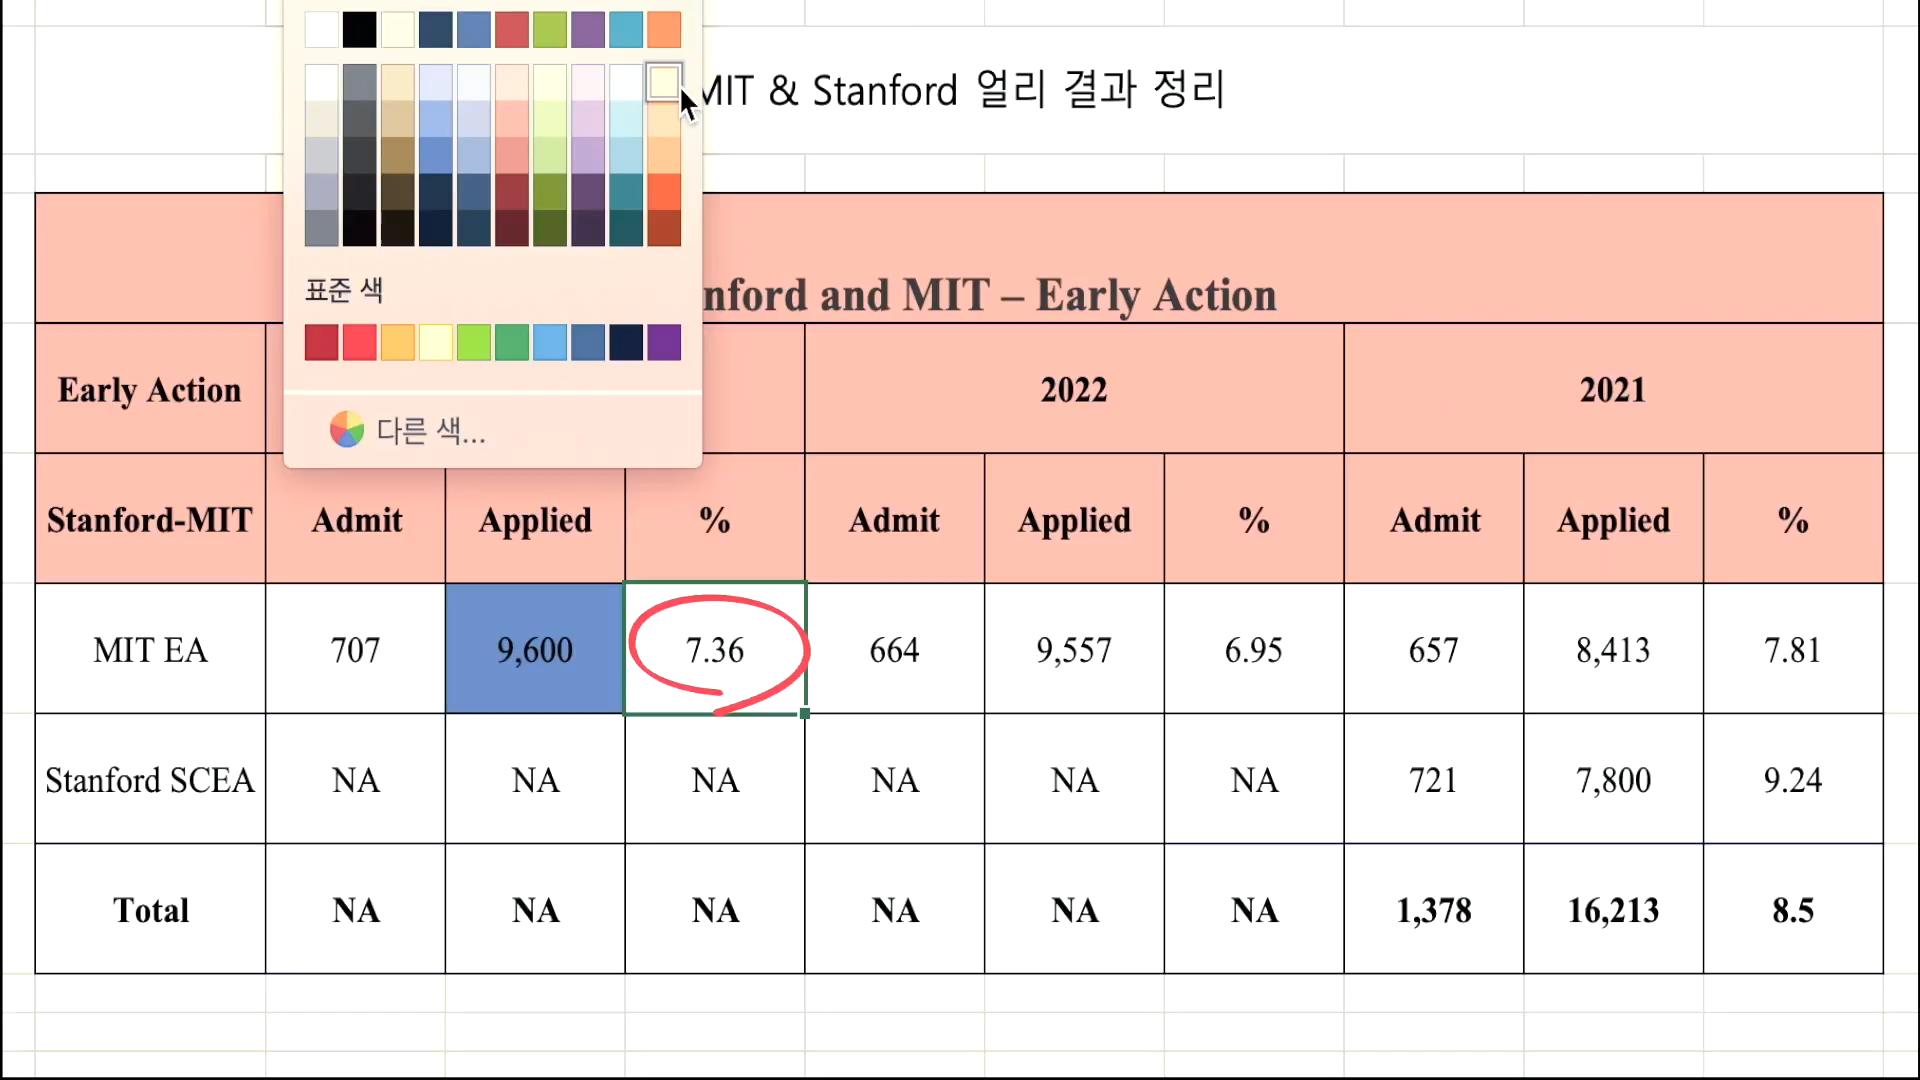 MIT & Stanford 얼리 결과 정리
표준 색
다른 색...
nford and MIT – Early Action
Early Action 2022 2021
Stanford-MIT Admit Applied % Admit Applied % Admit Applied %
MIT EA 707 9,600 7.36 664 9,557 6.95 657 8,413 7.81
Stanford SCEA NA NA NA NA NA NA 721 7,800 9.24
Total NA NA NA NA NA NA 1,378 16,213 8.5